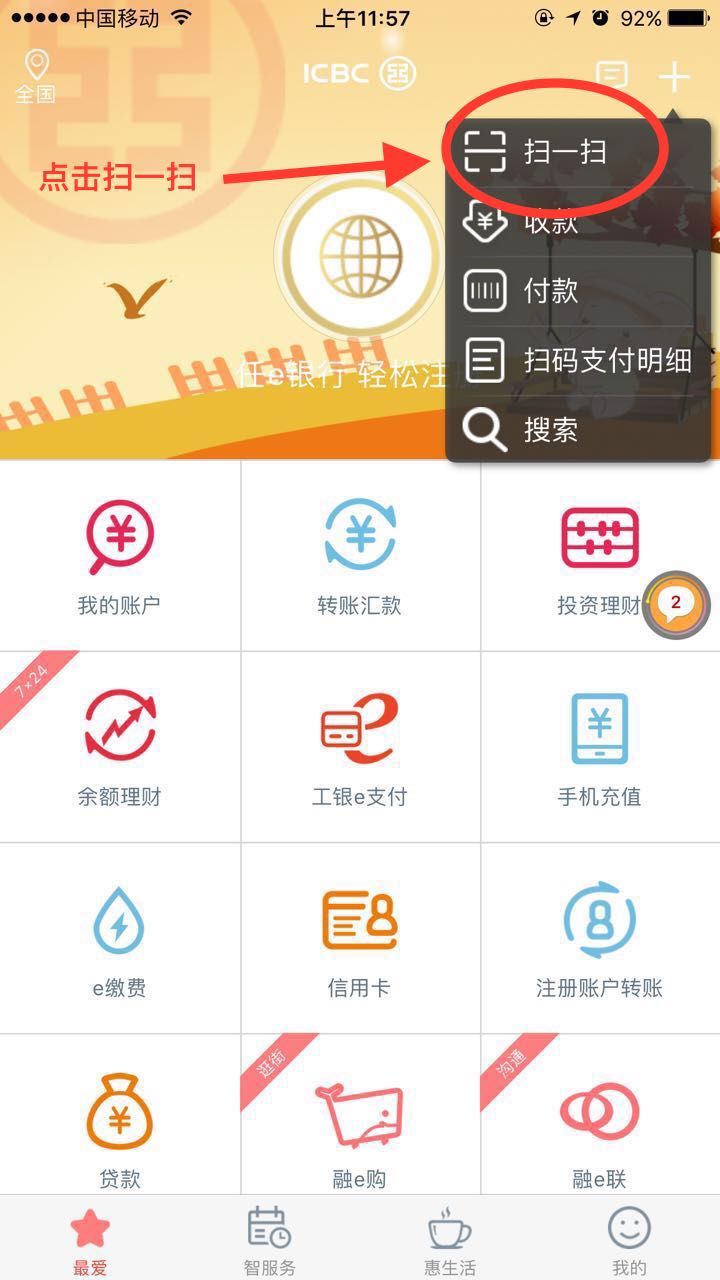 中国移动 上午11:57 92%
全国
ICBC
扫一扫
点击扫一扫
收款
付款
扫码支付明细
任e银行 轻松注
搜索
我的账户 转账汇款 投资理财
2
7×24
余额理财 工银e支付 手机充值
e缴费 信用卡 注册账户转账
逛街 沟通
贷款 融e购 融e联
最爱 智服务 惠生活 我的